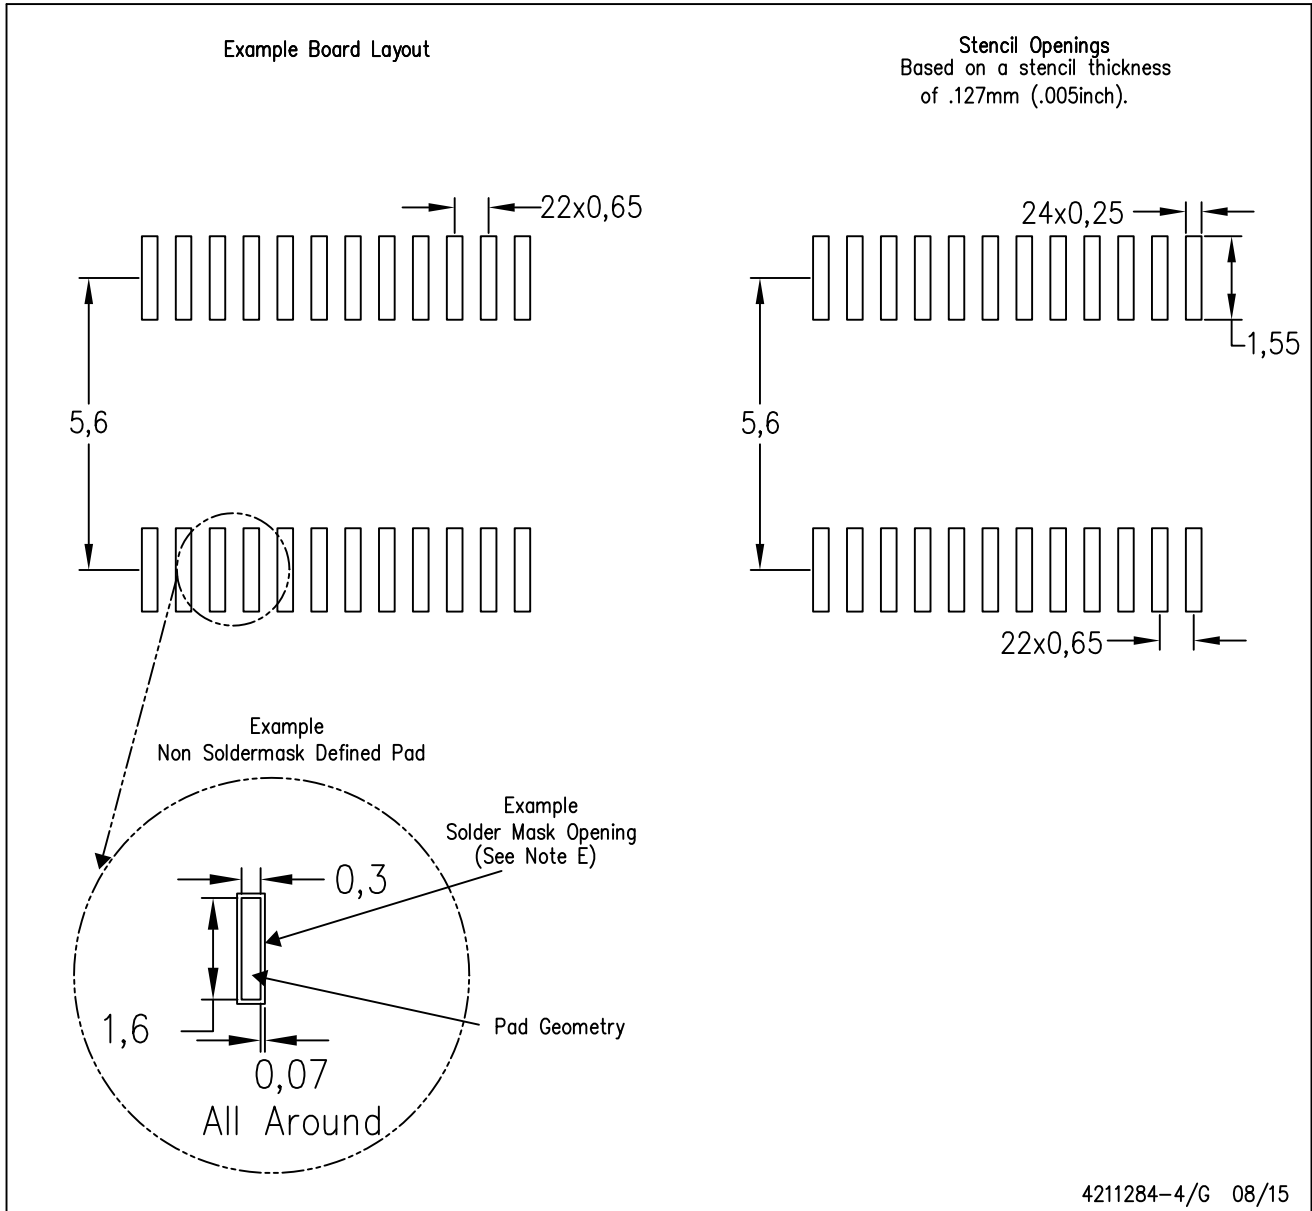 Example Board Layout
Stencil Openings
Based on a stencil thickness
of .127mm (.005inch).
22x0,65
5,6
24x0,25
1,55
5,6
22x0,65
Example
Non Soldermask Defined Pad
Example
Solder Mask Opening
(See Note E)
0,3
1,6
Pad Geometry
0,07
All Around
4211284-4/G 08/15